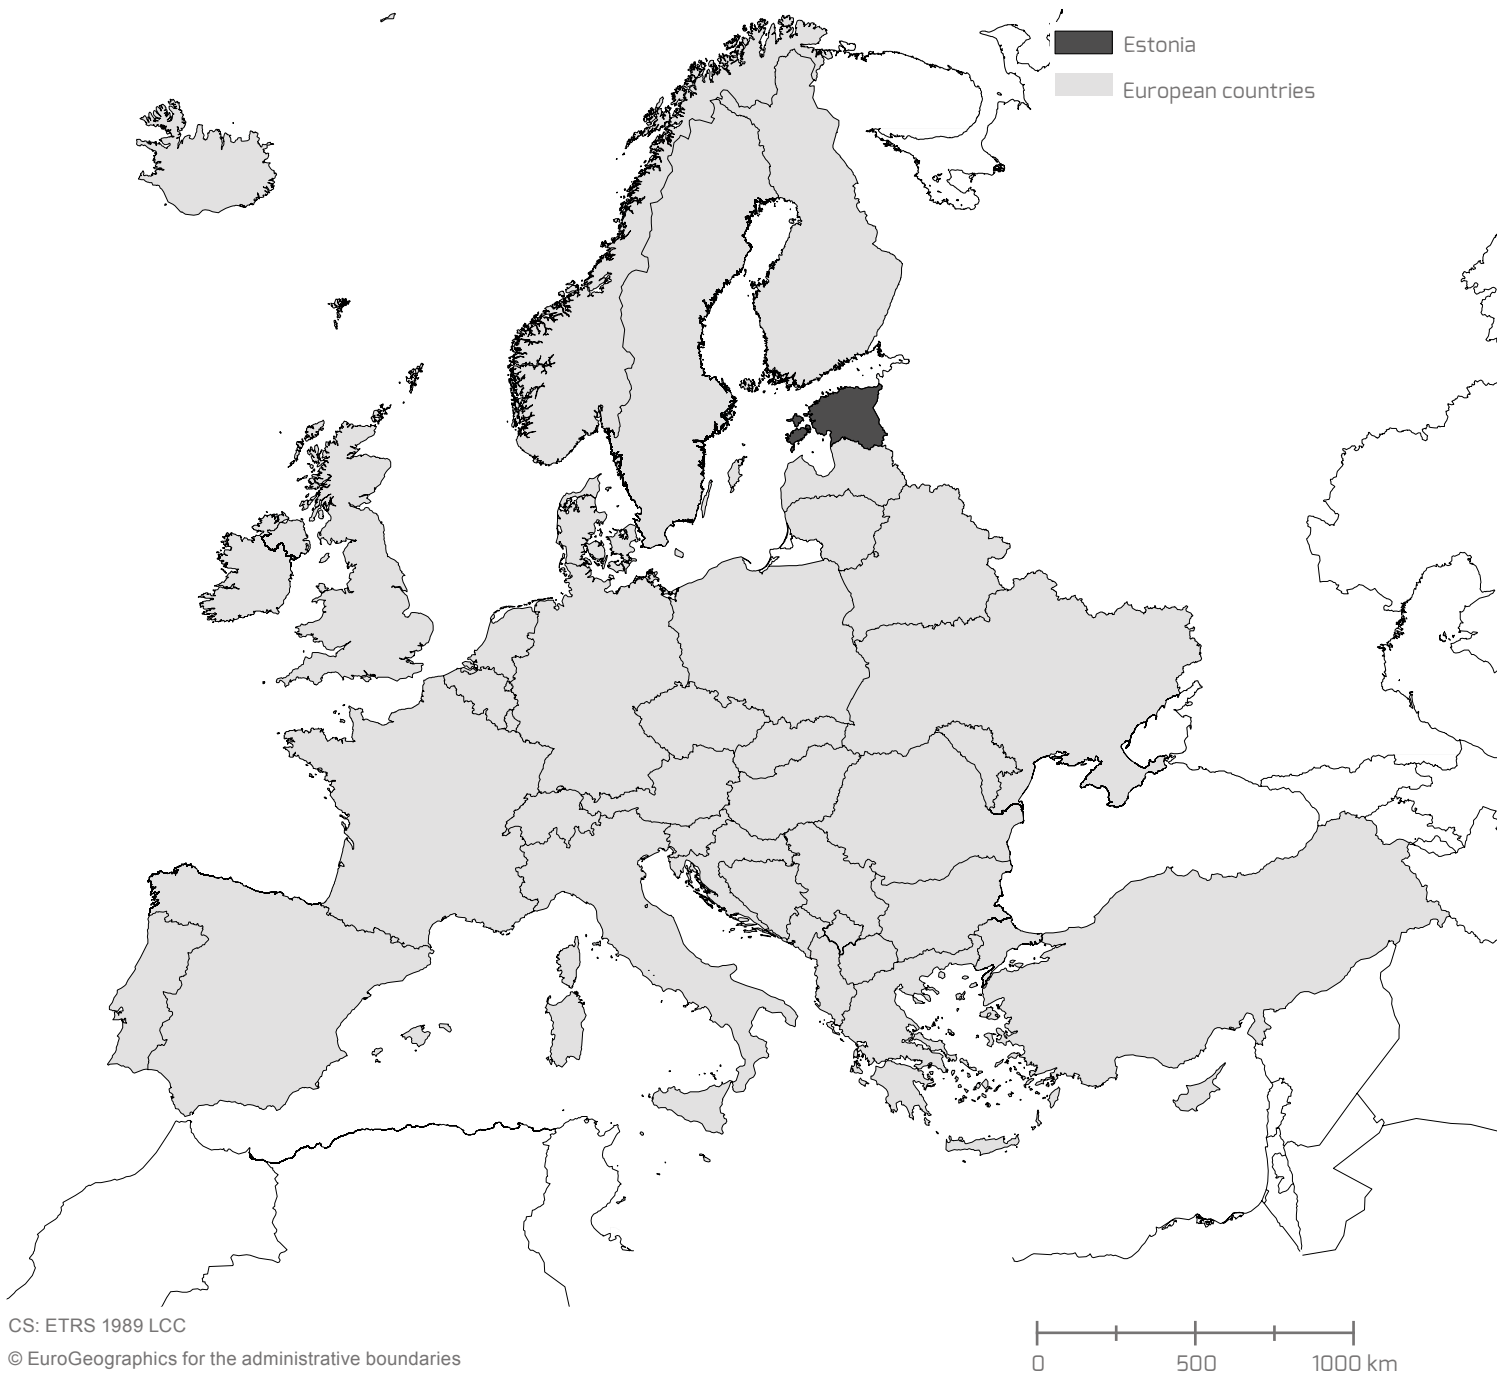 Estonia
European countries
CS: ETRS 1989 LCC
© EuroGeographics for the administrative boundaries
0 500 1000 km